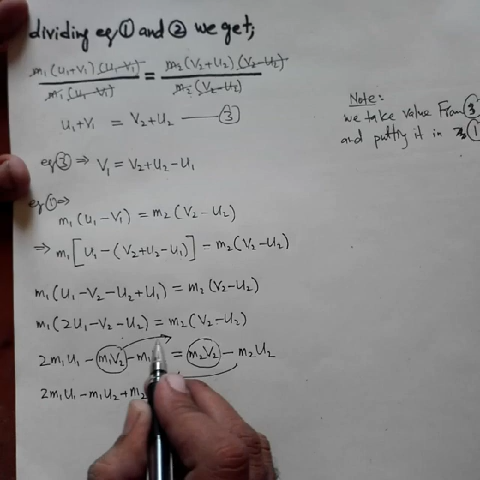 dividing eq ① and ② we get;
m₁(u₁+v₁)(u₁-v₁) / m₁(u₁-v₁) = m₂(v₂+u₂)(v₂-u₂) / m₂(v₂-u₂)
u₁+v₁ = v₂+u₂ — ③
Note:
we take value from ③
and putting it in ①
eq ③ ⇒ v₁ = v₂+u₂-u₁
eq ① ⇒
m₁(u₁-v₁) = m₂(v₂-u₂)
⇒ m₁[u₁-(v₂+u₂-u₁)] = m₂(v₂-u₂)
m₁(u₁-v₂-u₂+u₁) = m₂(v₂-u₂)
m₁(2u₁-v₂-u₂) = m₂(v₂-u₂)
2m₁u₁ - m₁v₂ - m₁ = m₂v₂ - m₂u₂
2m₁u₁ - m₁u₂ + m₂